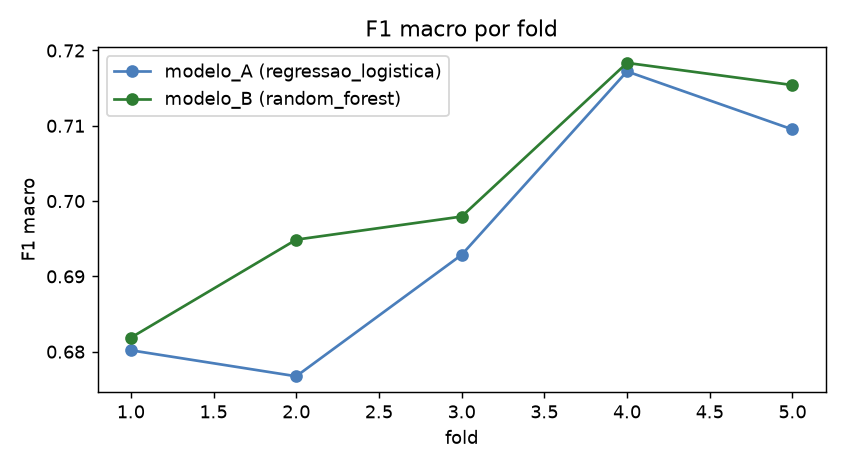 F1 macro por fold
modelo_A (regressao_logistica)
modelo_B (random_forest)
F1 macro
0.72
0.71
0.70
0.69
0.68
1.0 1.5 2.0 2.5 3.0 3.5 4.0 4.5 5.0
fold